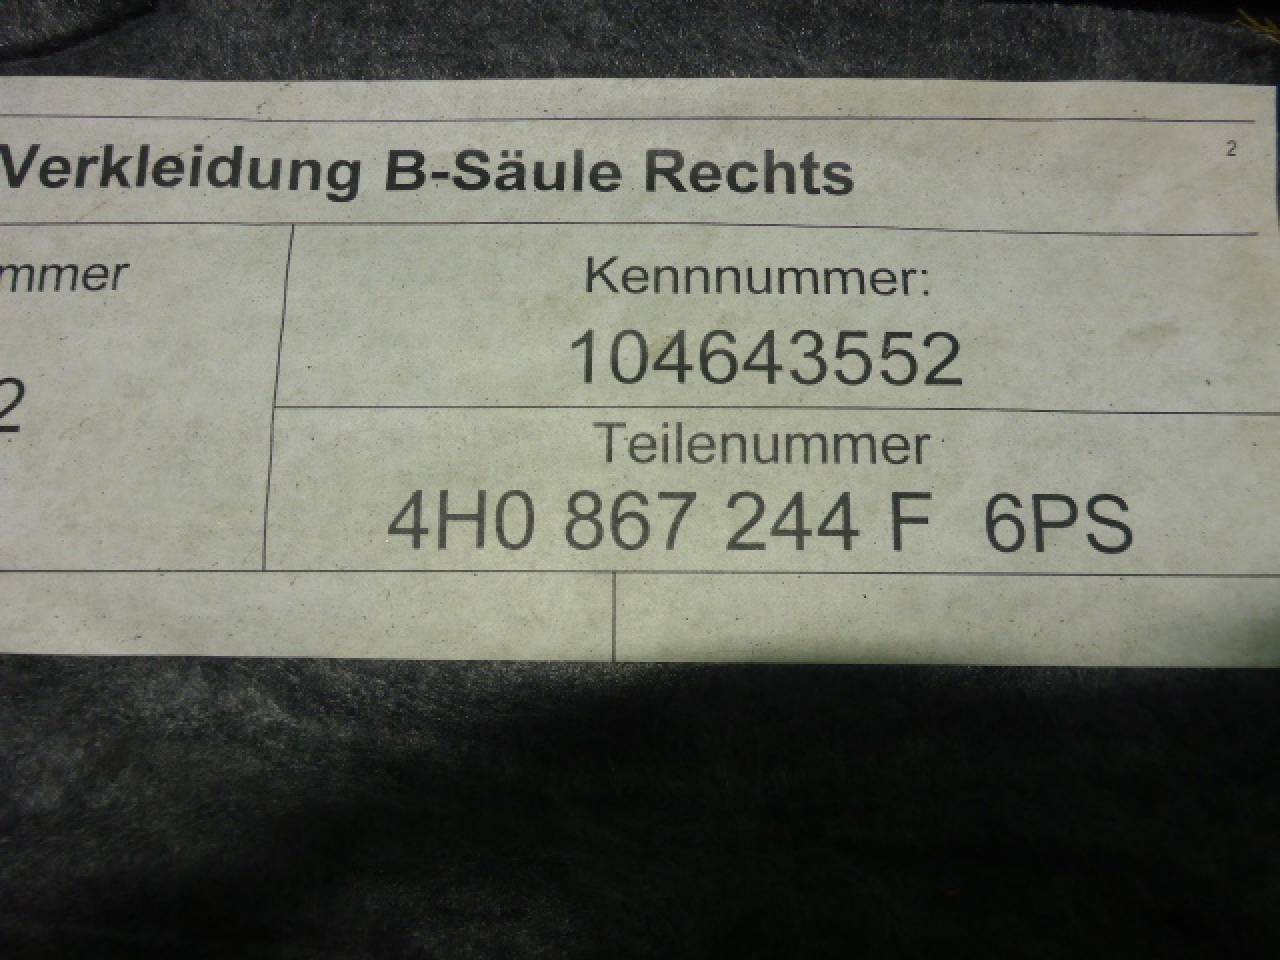 Verkleidung B-Säule Rechts
2
mmer
2
Kennnummer:
104643552
Teilenummer
4H0 867 244 F 6PS